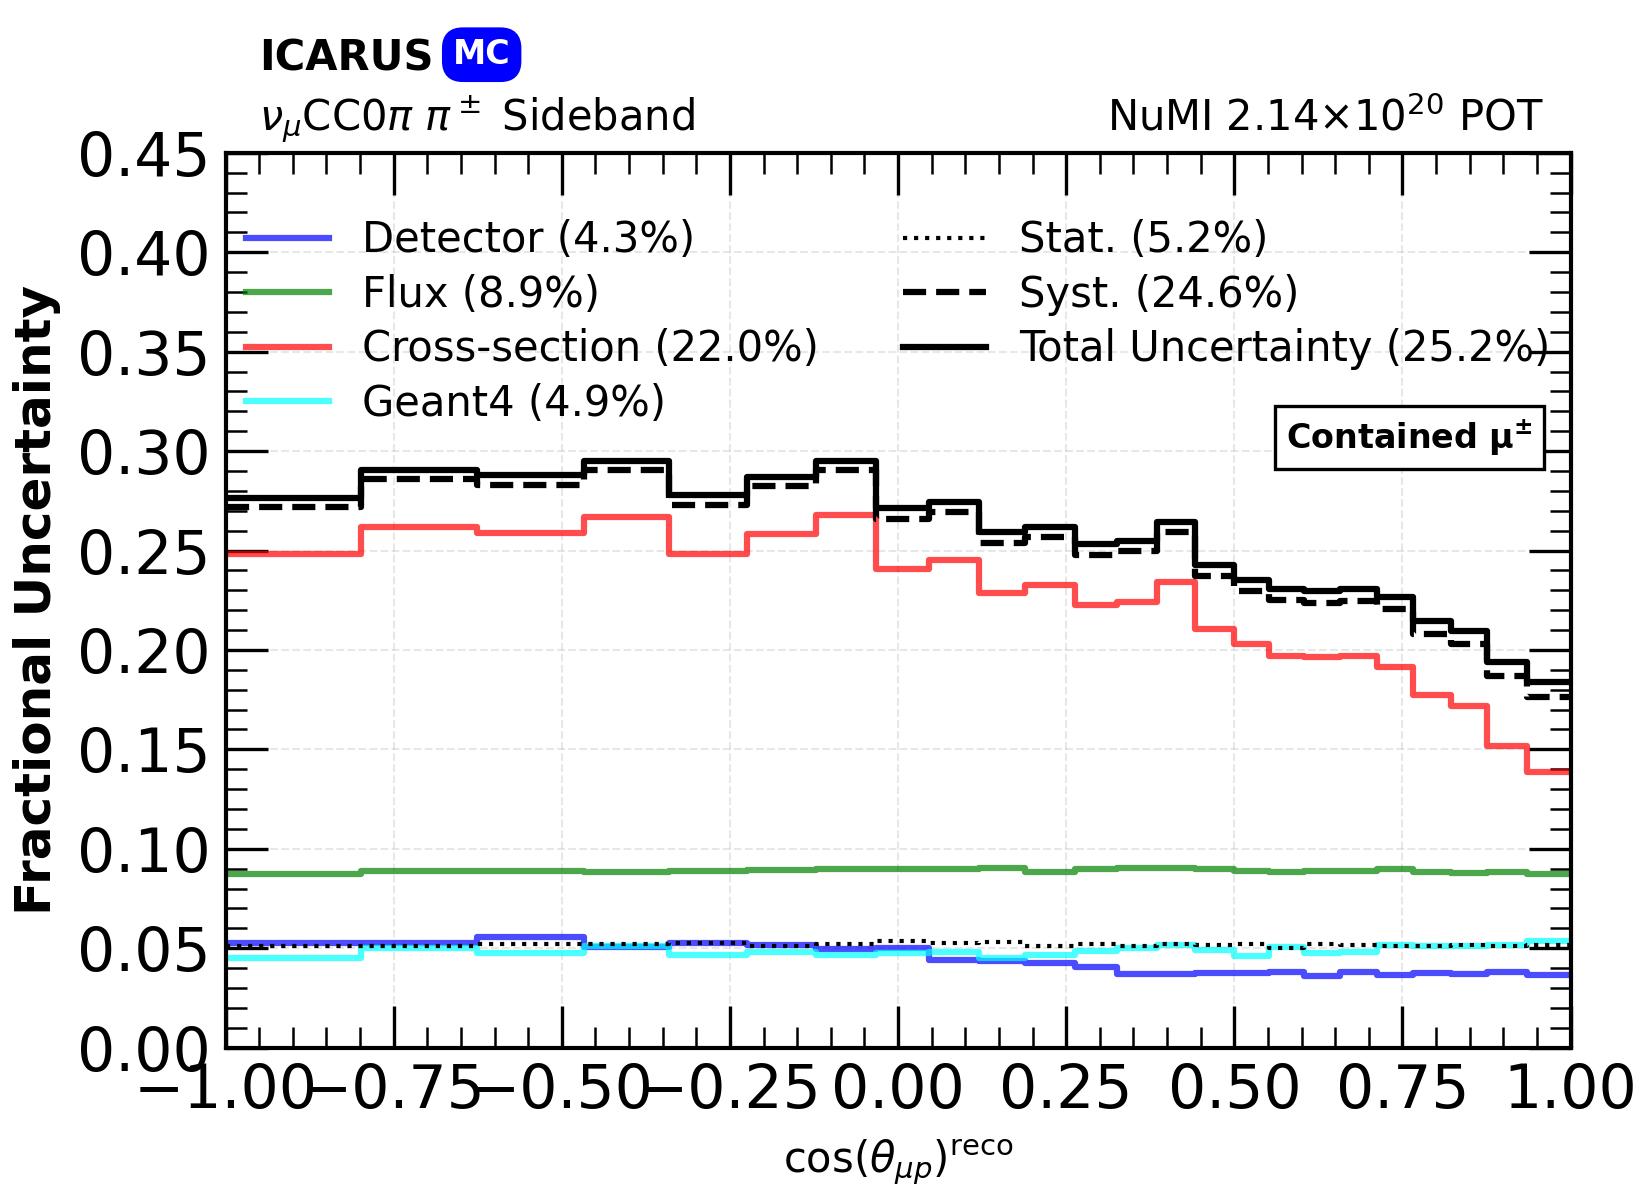 ICARUS MC
νμCC0π π± Sideband
NuMI 2.14×10²⁰ POT
Fractional Uncertainty
0.45
0.40
0.35
0.30
0.25
0.20
0.15
0.10
0.05
0.00
Detector (4.3%)
Flux (8.9%)
Cross-section (22.0%)
Geant4 (4.9%)
Stat. (5.2%)
Syst. (24.6%)
Total Uncertainty (25.2%)
Contained μ±
−1.00 −0.75 −0.50 −0.25 0.00 0.25 0.50 0.75 1.00
cos(θμp)reco